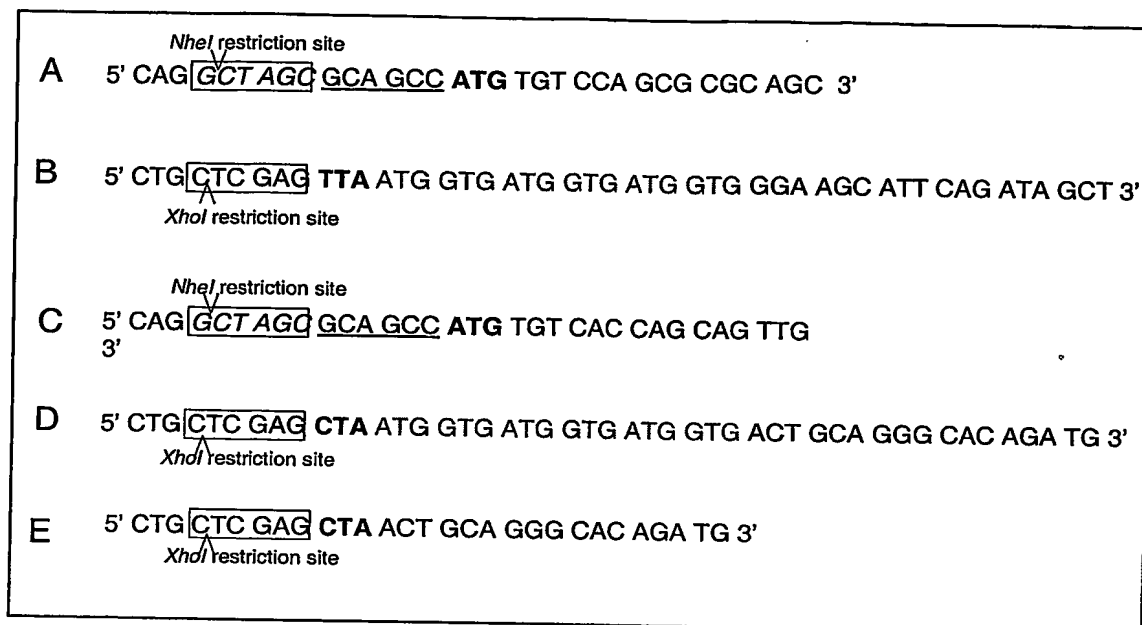 NheI restriction site
A 5' CAG GCT AGC GCA GCC ATG TGT CCA GCG CGC AGC 3'
B 5' CTG CTC GAG TTA ATG GTG ATG GTG ATG GTG GGA AGC ATT CAG ATA GCT 3'
XhoI restriction site
NheI restriction site
C 5' CAG GCT AGC GCA GCC ATG TGT CAC CAG CAG TTG
3'
D 5' CTG CTC GAG CTA ATG GTG ATG GTG ATG GTG ACT GCA GGG CAC AGA TG 3'
XhoI restriction site
E 5' CTG CTC GAG CTA ACT GCA GGG CAC AGA TG 3'
XhoI restriction site